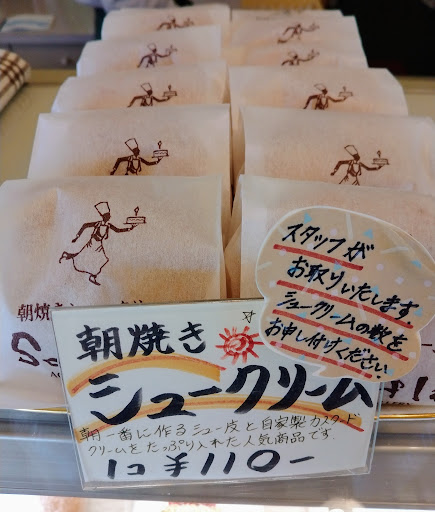 スタッフが
お取りいたします。
シュークリームの数を
お申し付けください
朝焼き
シュークリーム
朝一番に作るシュー皮と自家製カスタード
クリームをたっぷり入れた人気商品です
1コ ¥110-